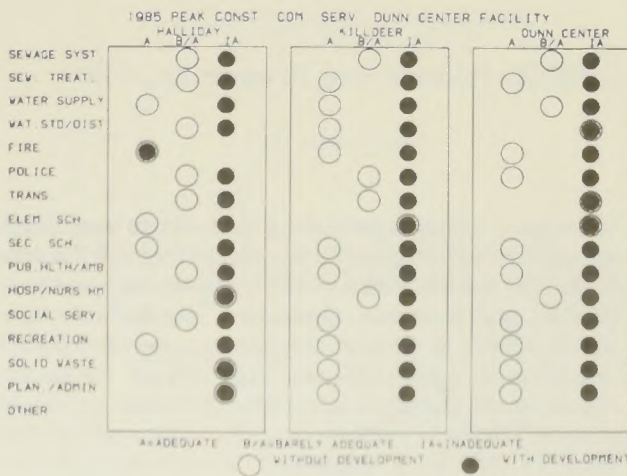 1985 PEAK CONST COM SERV DUNN CENTER FACILITY
HALLIDAY KILLDEER DUNN CENTER
A B/A IA A B/A IA A B/A IA
SEWAGE SYST
SEW. TREAT.
WATER SUPPLY
WAT.STO/DIST
FIRE
POLICE
TRANS
ELEM SCH
SEC SCH
PUB.HLTH/AMB
HOSP/NURS HM
SOCIAL SERV.
RECREATION
SOLID WASTE
PLAN./ADMIN
OTHER
A=ADEQUATE B/A=BARELY ADEQUATE IA=INADEQUATE
WITHOUT DEVELOPMENT WITH DEVELOPMENT